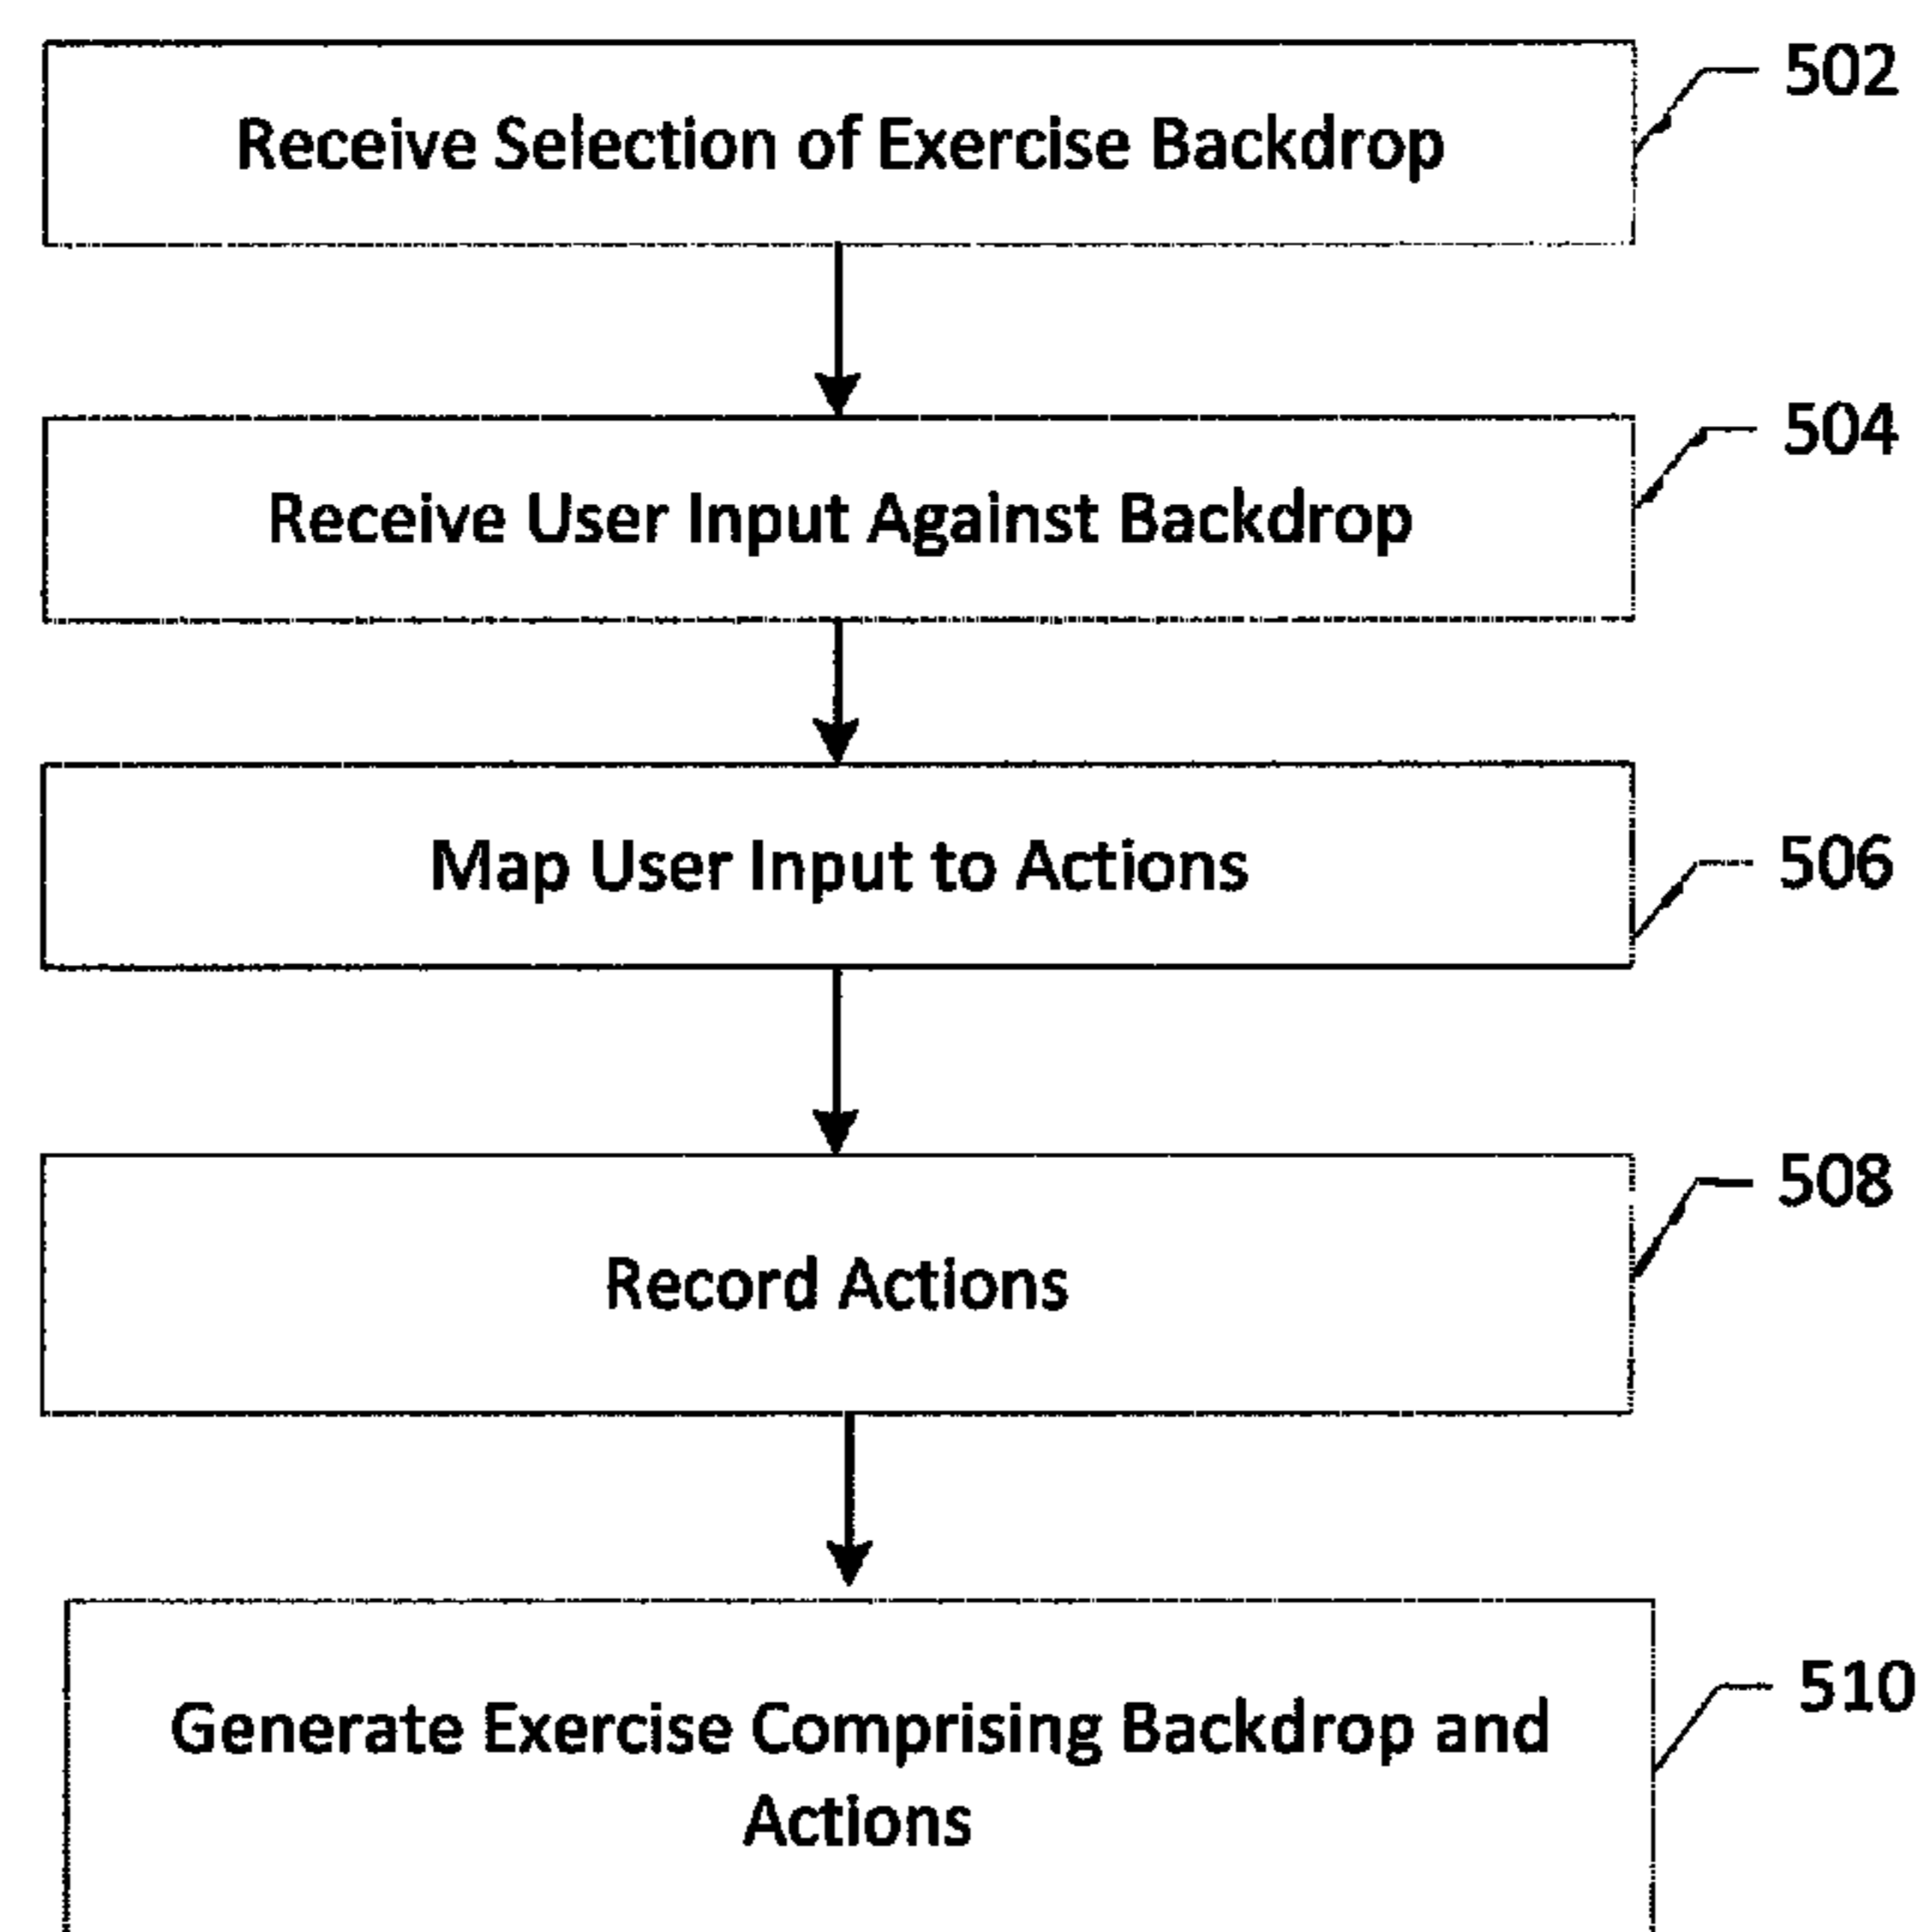 Receive Selection of Exercise Backdrop
502
Receive User Input Against Backdrop
504
Map User Input to Actions
506
Record Actions
508
Generate Exercise Comprising Backdrop and
Actions
510